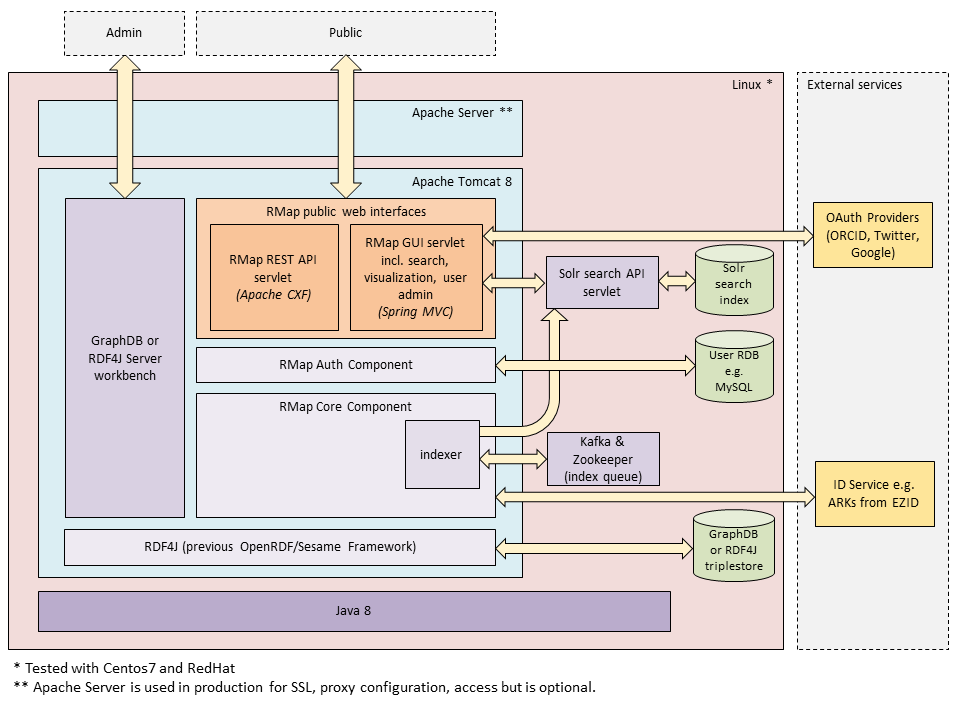 Admin
Public
Linux *
External services
Apache Server **
Apache Tomcat 8
RMap public web interfaces
RMap REST API
servlet
(Apache CXF)
RMap GUI servlet
incl. search,
visualization, user
admin
(Spring MVC)
OAuth Providers
(ORCID, Twitter,
Google)
Solr search API
servlet
Solr
search
index
GraphDB or
RDF4J Server
workbench
RMap Auth Component
User RDB
e.g.
MySQL
RMap Core Component
indexer
Kafka &
Zookeeper
(index queue)
ID Service e.g.
ARKs from EZID
RDF4J (previous OpenRDF/Sesame Framework)
GraphDB
or RDF4J
triplestore
Java 8
* Tested with Centos7 and RedHat
** Apache Server is used in production for SSL, proxy configuration, access but is optional.